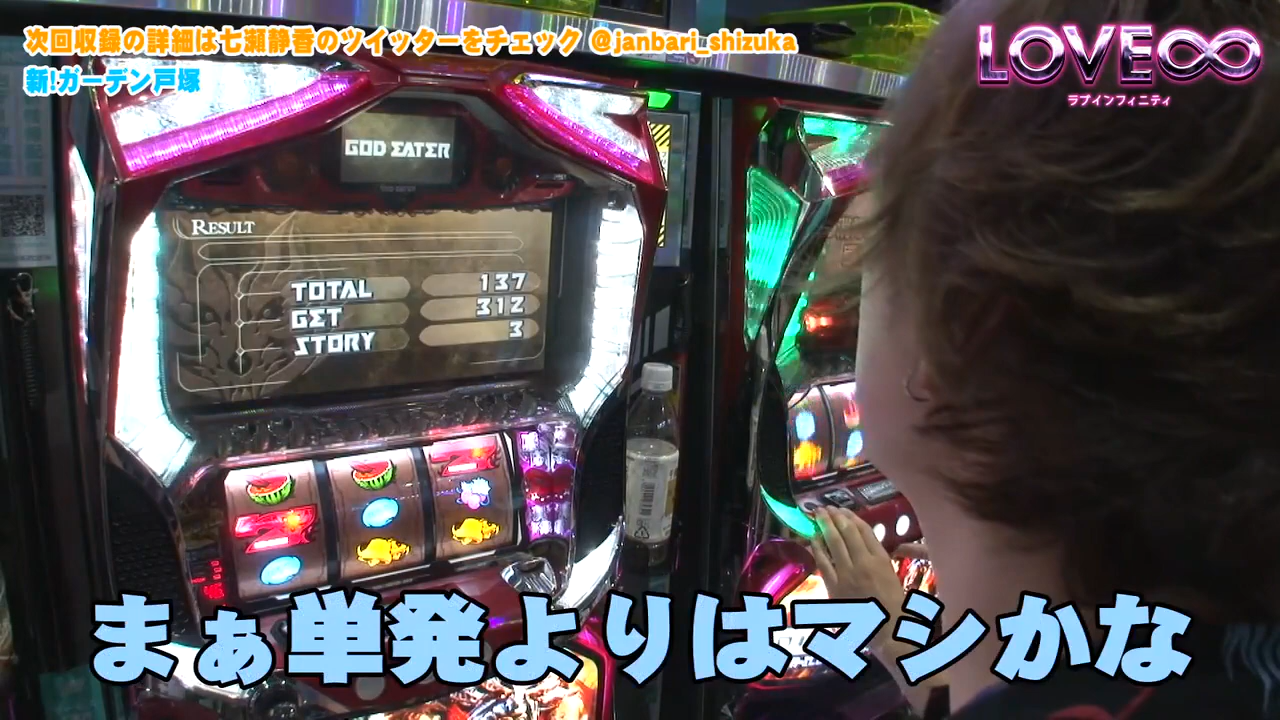 次回収録の詳細は七瀬静香のツイッターをチェック @janbari_shizuka
新!ガーデン戸塚
LOVE∞
ラブインフィニティ
GOD EATER
RESULT
TOTAL 137
GET 312
STORY 3
まぁ単発よりはマシかな